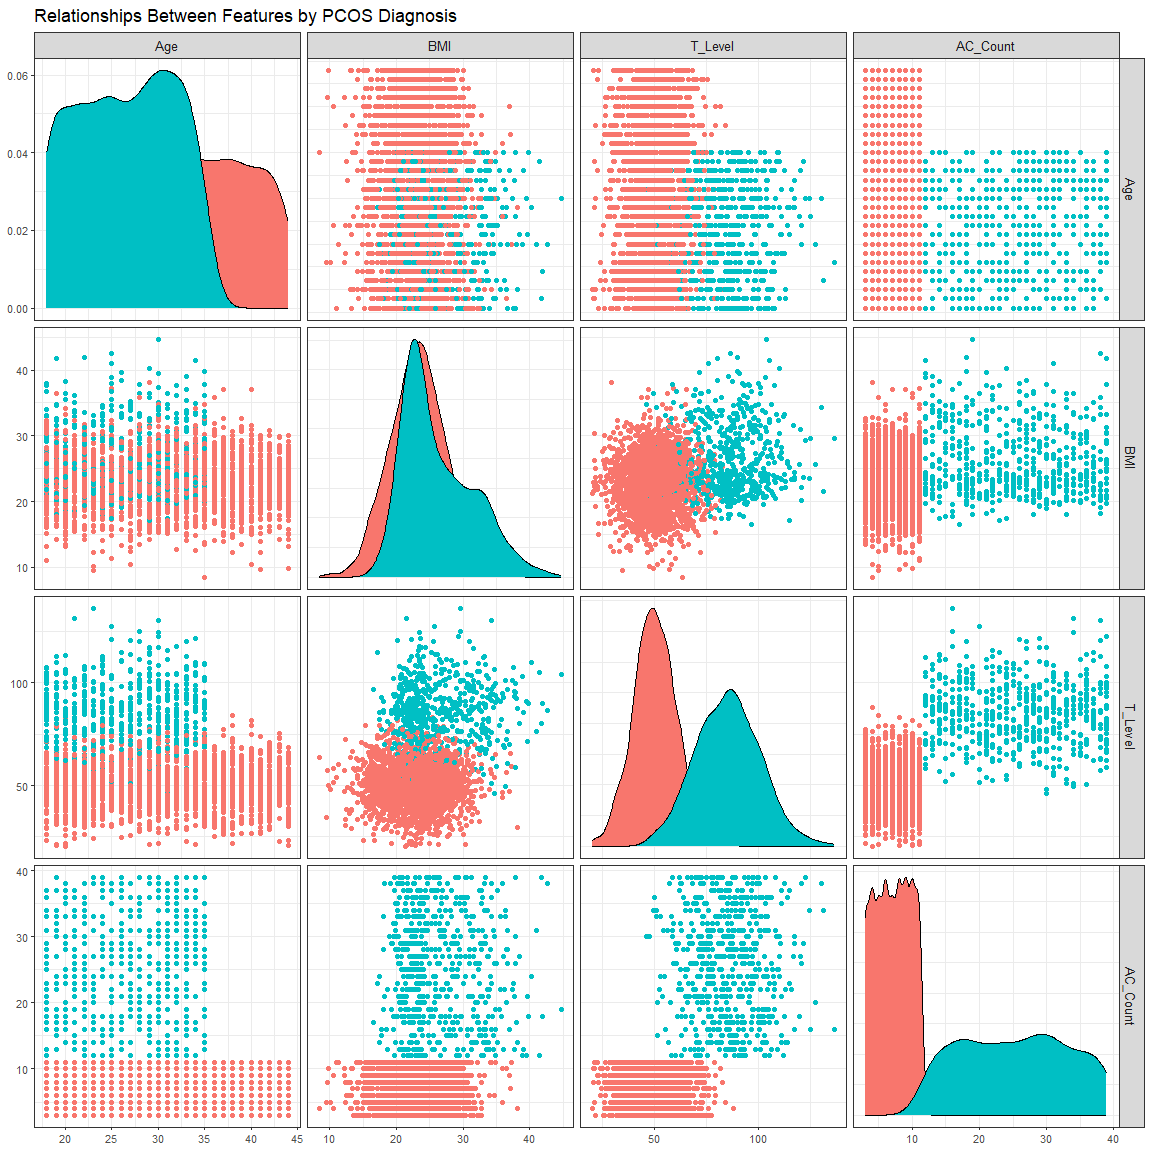 Relationships Between Features by PCOS Diagnosis
Age
BMI
T_Level
AC_Count
0.06
0.04
0.02
0.00
Age
40
30
20
10
BMI
100
50
T_Level
40
30
20
10
AC_Count
20 25 30 35 40 45
10 20 30 40
50 100
10 20 30 40